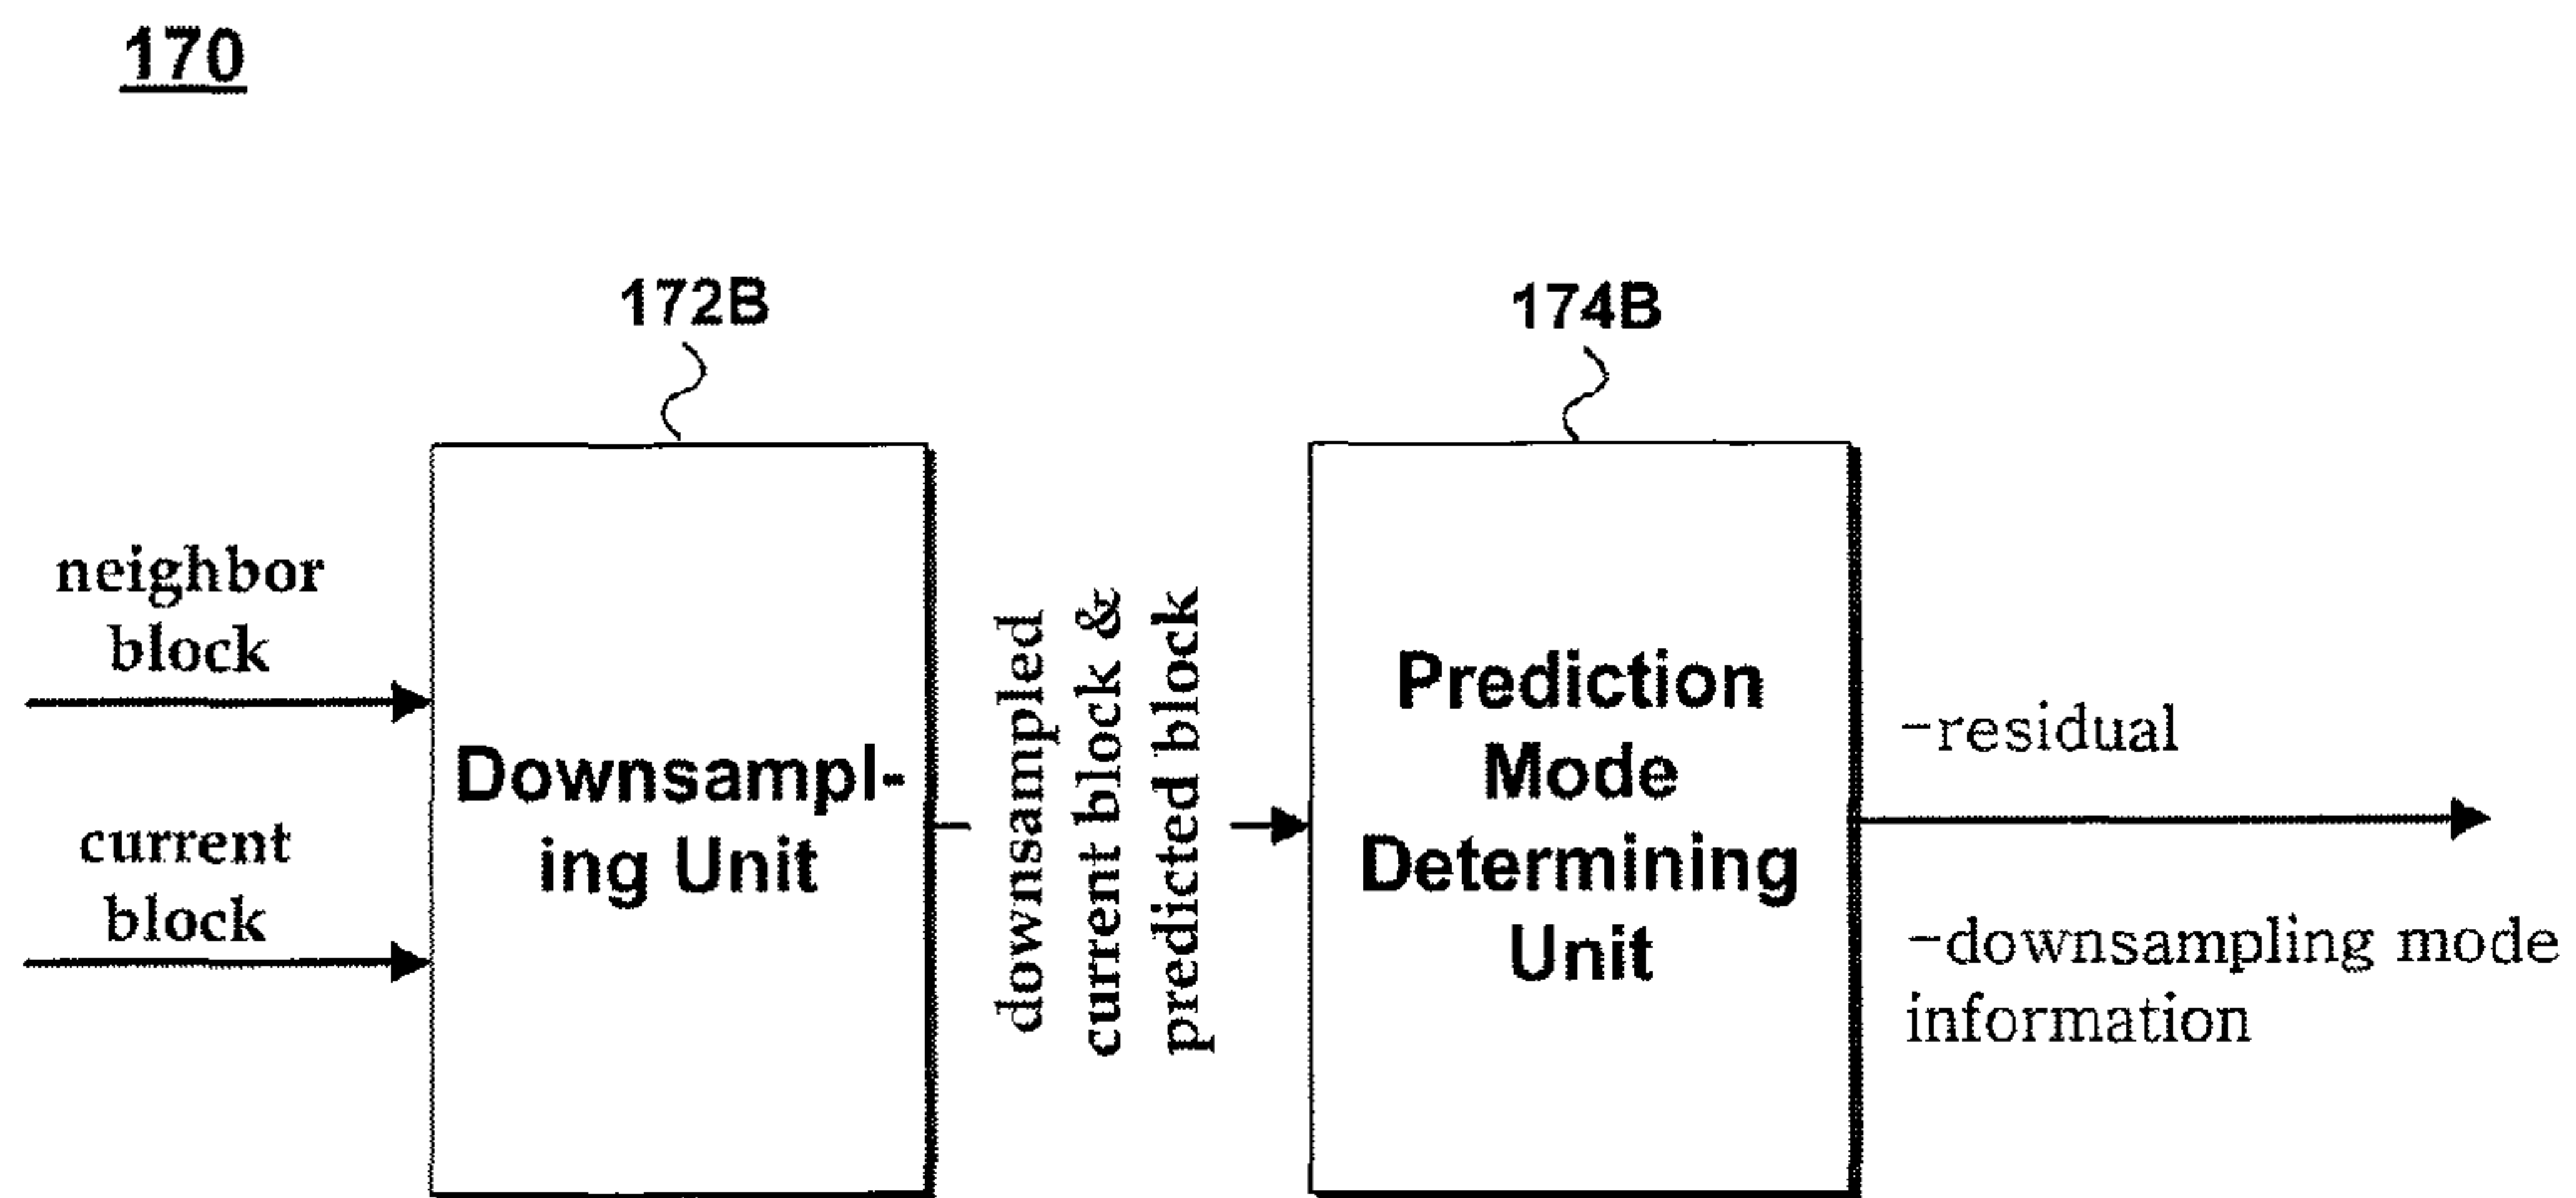 170
172B
174B
neighbor
block
current
block
Downsampl-
ing Unit
downsampled
current block &
predicted block
Prediction
Mode
Determining
Unit
-residual
-downsampling mode
information